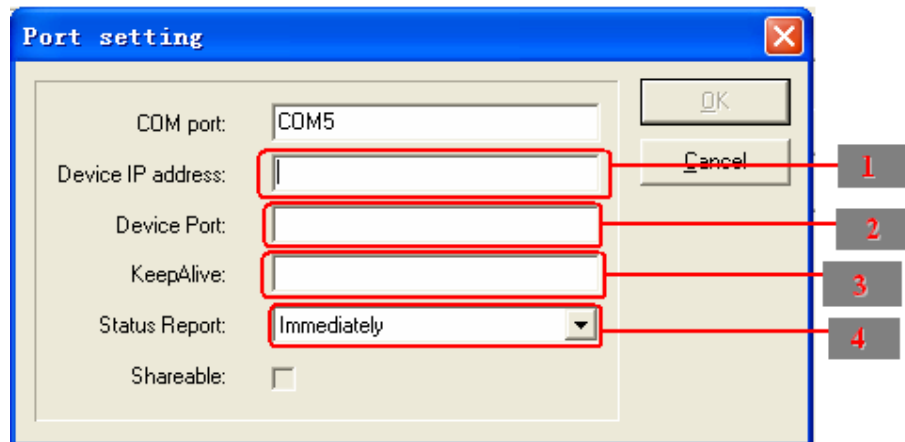 Port setting
OK
COM port: COM5
Device IP address:
Cancel
1
Device Port:
2
KeepAlive:
3
Status Report: Immediately
4
Shareable: